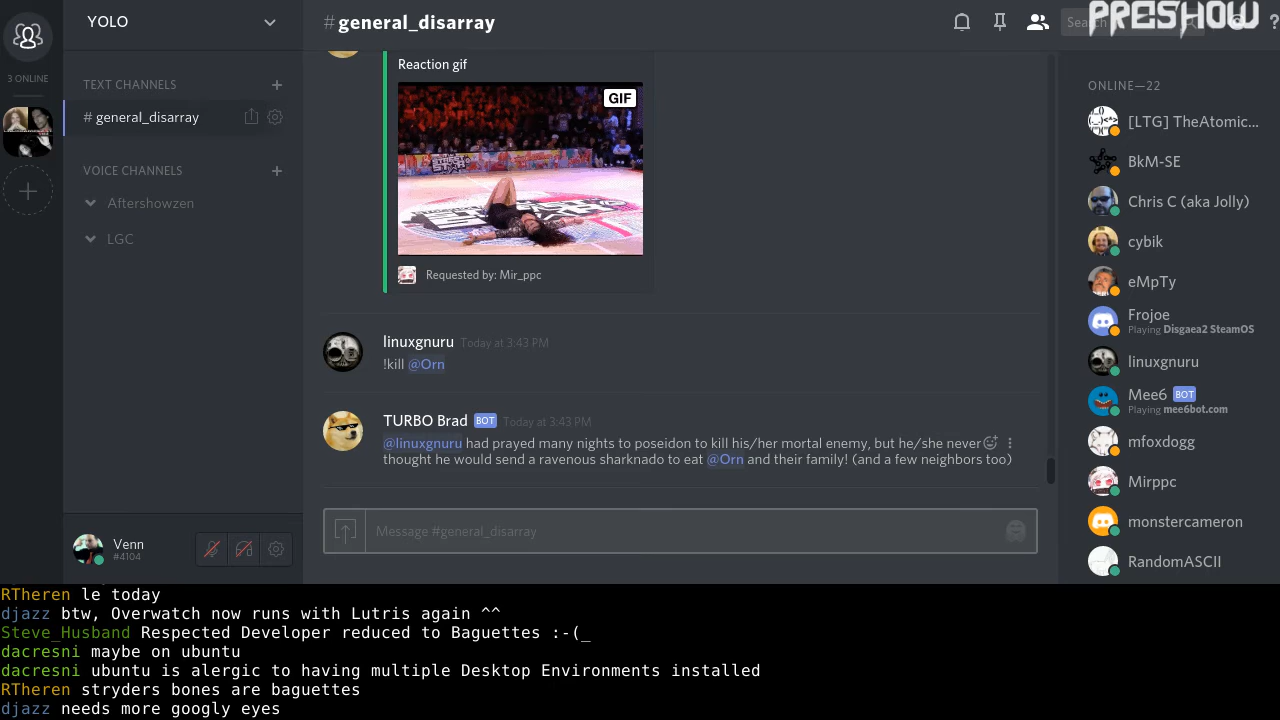 YOLO
#general_disarray
Search
PRESHOW
3 ONLINE
TEXT CHANNELS
# general_disarray
VOICE CHANNELS
Aftershowzen
LGC
Venn
#4104
Reaction gif
GIF
Requested by: Mir_ppc
linuxgnuru Today at 3:43 PM
!kill @Orn
TURBO Brad BOT Today at 3:43 PM
@linuxgnuru had prayed many nights to poseidon to kill his/her mortal enemy, but he/she never
thought he would send a ravenous sharknado to eat @Orn and their family! (and a few neighbors too)
Message #general_disarray
ONLINE—22
[LTG] TheAtomic...
BkM-SE
Chris C (aka Jolly)
cybik
eMpTy
Frojoe
Playing Disgaea2 SteamOS
linuxgnuru
Mee6 BOT
Playing mee6bot.com
mfoxdogg
Mirppc
monstercameron
RandomASCII
RTheren le today
djazz btw, Overwatch now runs with Lutris again ^^
Steve_Husband Respected Developer reduced to Baguettes :-(_
dacresni maybe on ubuntu
dacresni ubuntu is alergic to having multiple Desktop Environments installed
RTheren stryders bones are baguettes
djazz needs more googly eyes